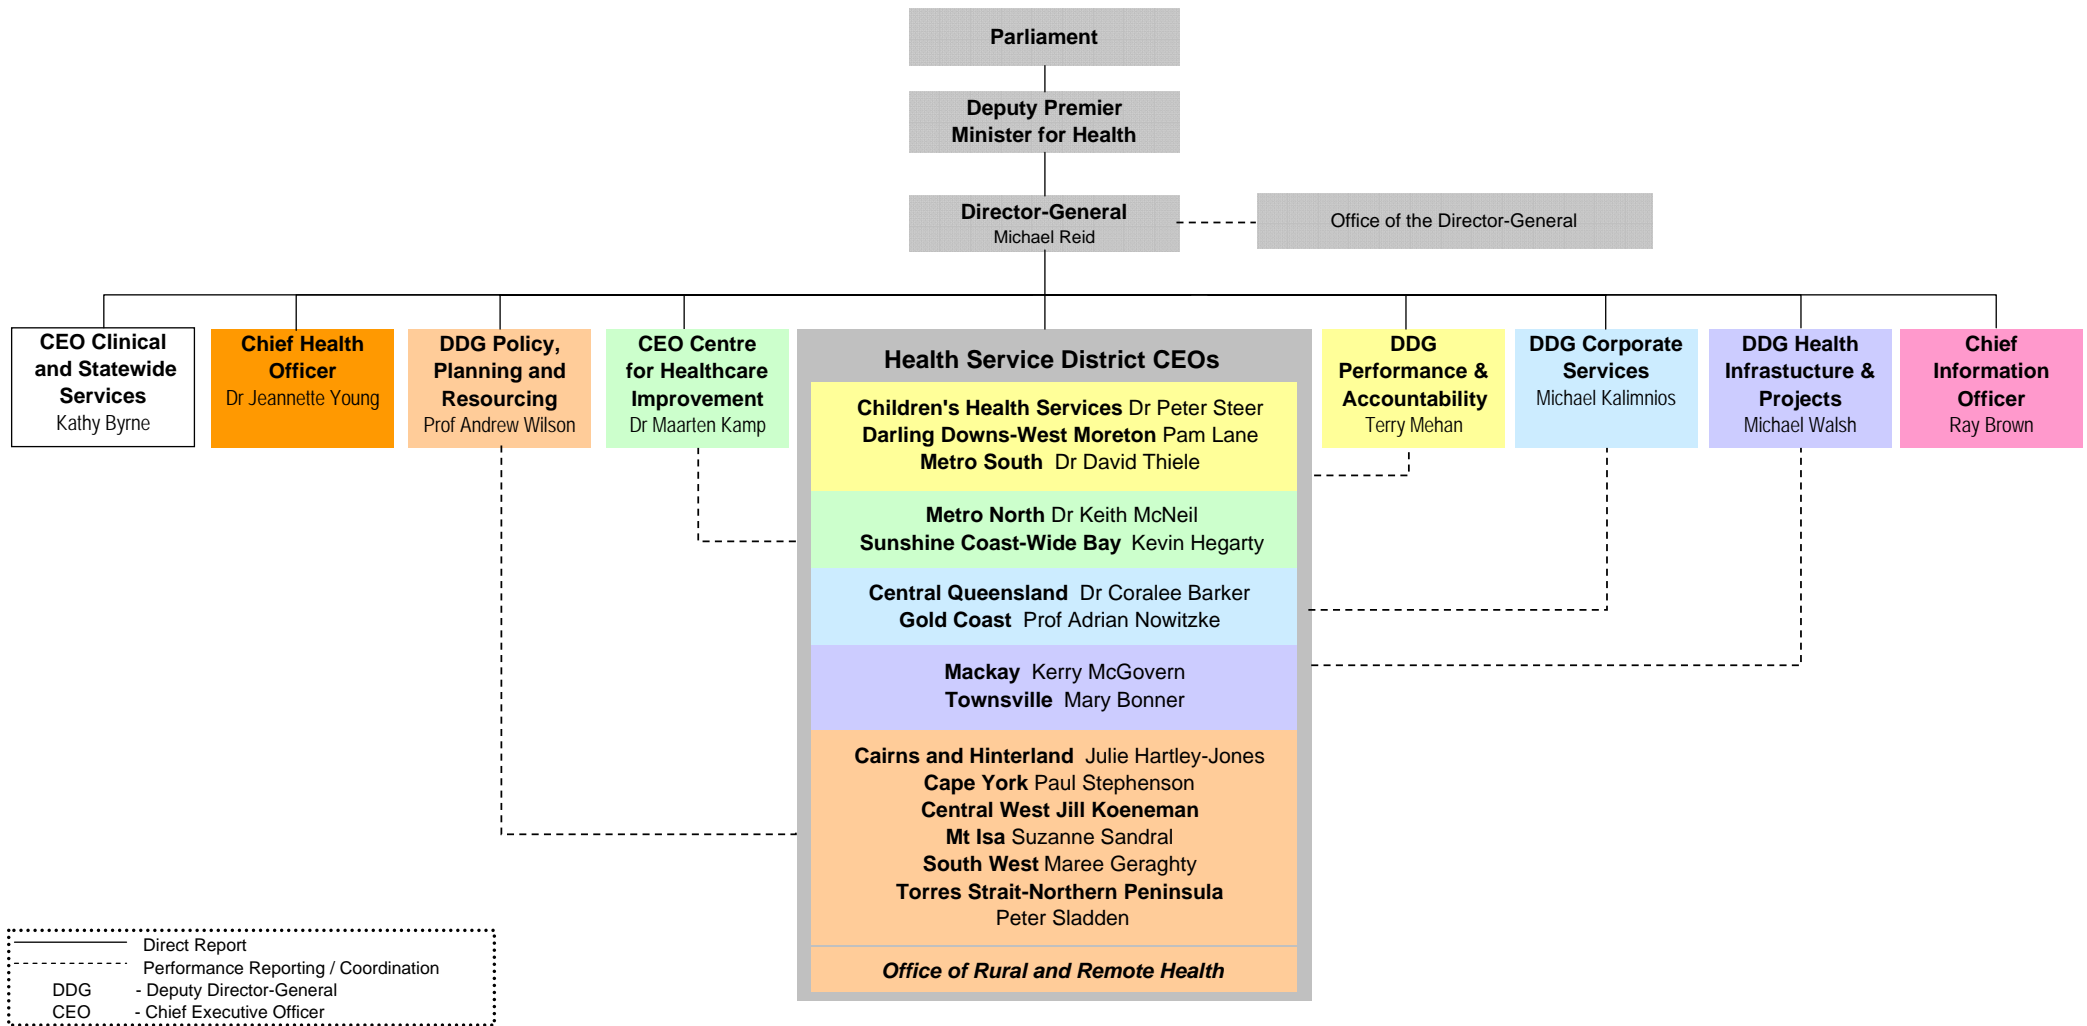 Parliament
Deputy Premier
Minister for Health
Director-General
Michael Reid
Office of the Director-General
CEO Clinical
and Statewide
Services
Kathy Byrne
Chief Health
Officer
Dr Jeannette Young
DDG Policy,
Planning and
Resourcing
Prof Andrew Wilson
CEO Centre
for Healthcare
Improvement
Dr Maarten Kamp
Health Service District CEOs
Children's Health Services Dr Peter Steer
Darling Downs-West Moreton Pam Lane
Metro South Dr David Thiele
Metro North Dr Keith McNeil
Sunshine Coast-Wide Bay Kevin Hegarty
Central Queensland Dr Coralee Barker
Gold Coast Prof Adrian Nowitzke
Mackay Kerry McGovern
Townsville Mary Bonner
Cairns and Hinterland Julie Hartley-Jones
Cape York Paul Stephenson
Central West Jill Koeneman
Mt Isa Suzanne Sandral
South West Maree Geraghty
Torres Strait-Northern Peninsula
Peter Sladden
Office of Rural and Remote Health
DDG
Performance &
Accountability
Terry Mehan
DDG Corporate
Services
Michael Kalimnios
DDG Health
Infrastucture &
Projects
Michael Walsh
Chief
Information
Officer
Ray Brown
Direct Report
Performance Reporting / Coordination
DDG - Deputy Director-General
CEO - Chief Executive Officer